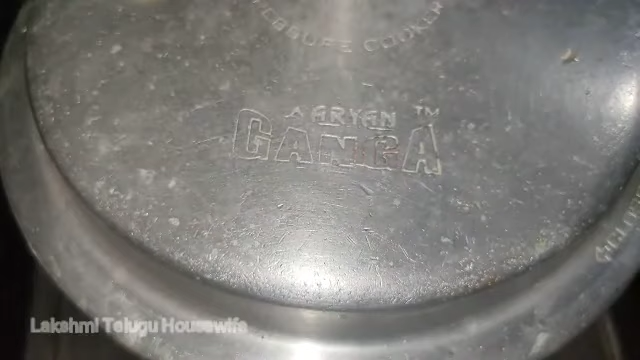 PRESSURE COOKER
AARYAN ™
GANGA
Lakshmi Telugu Housewife